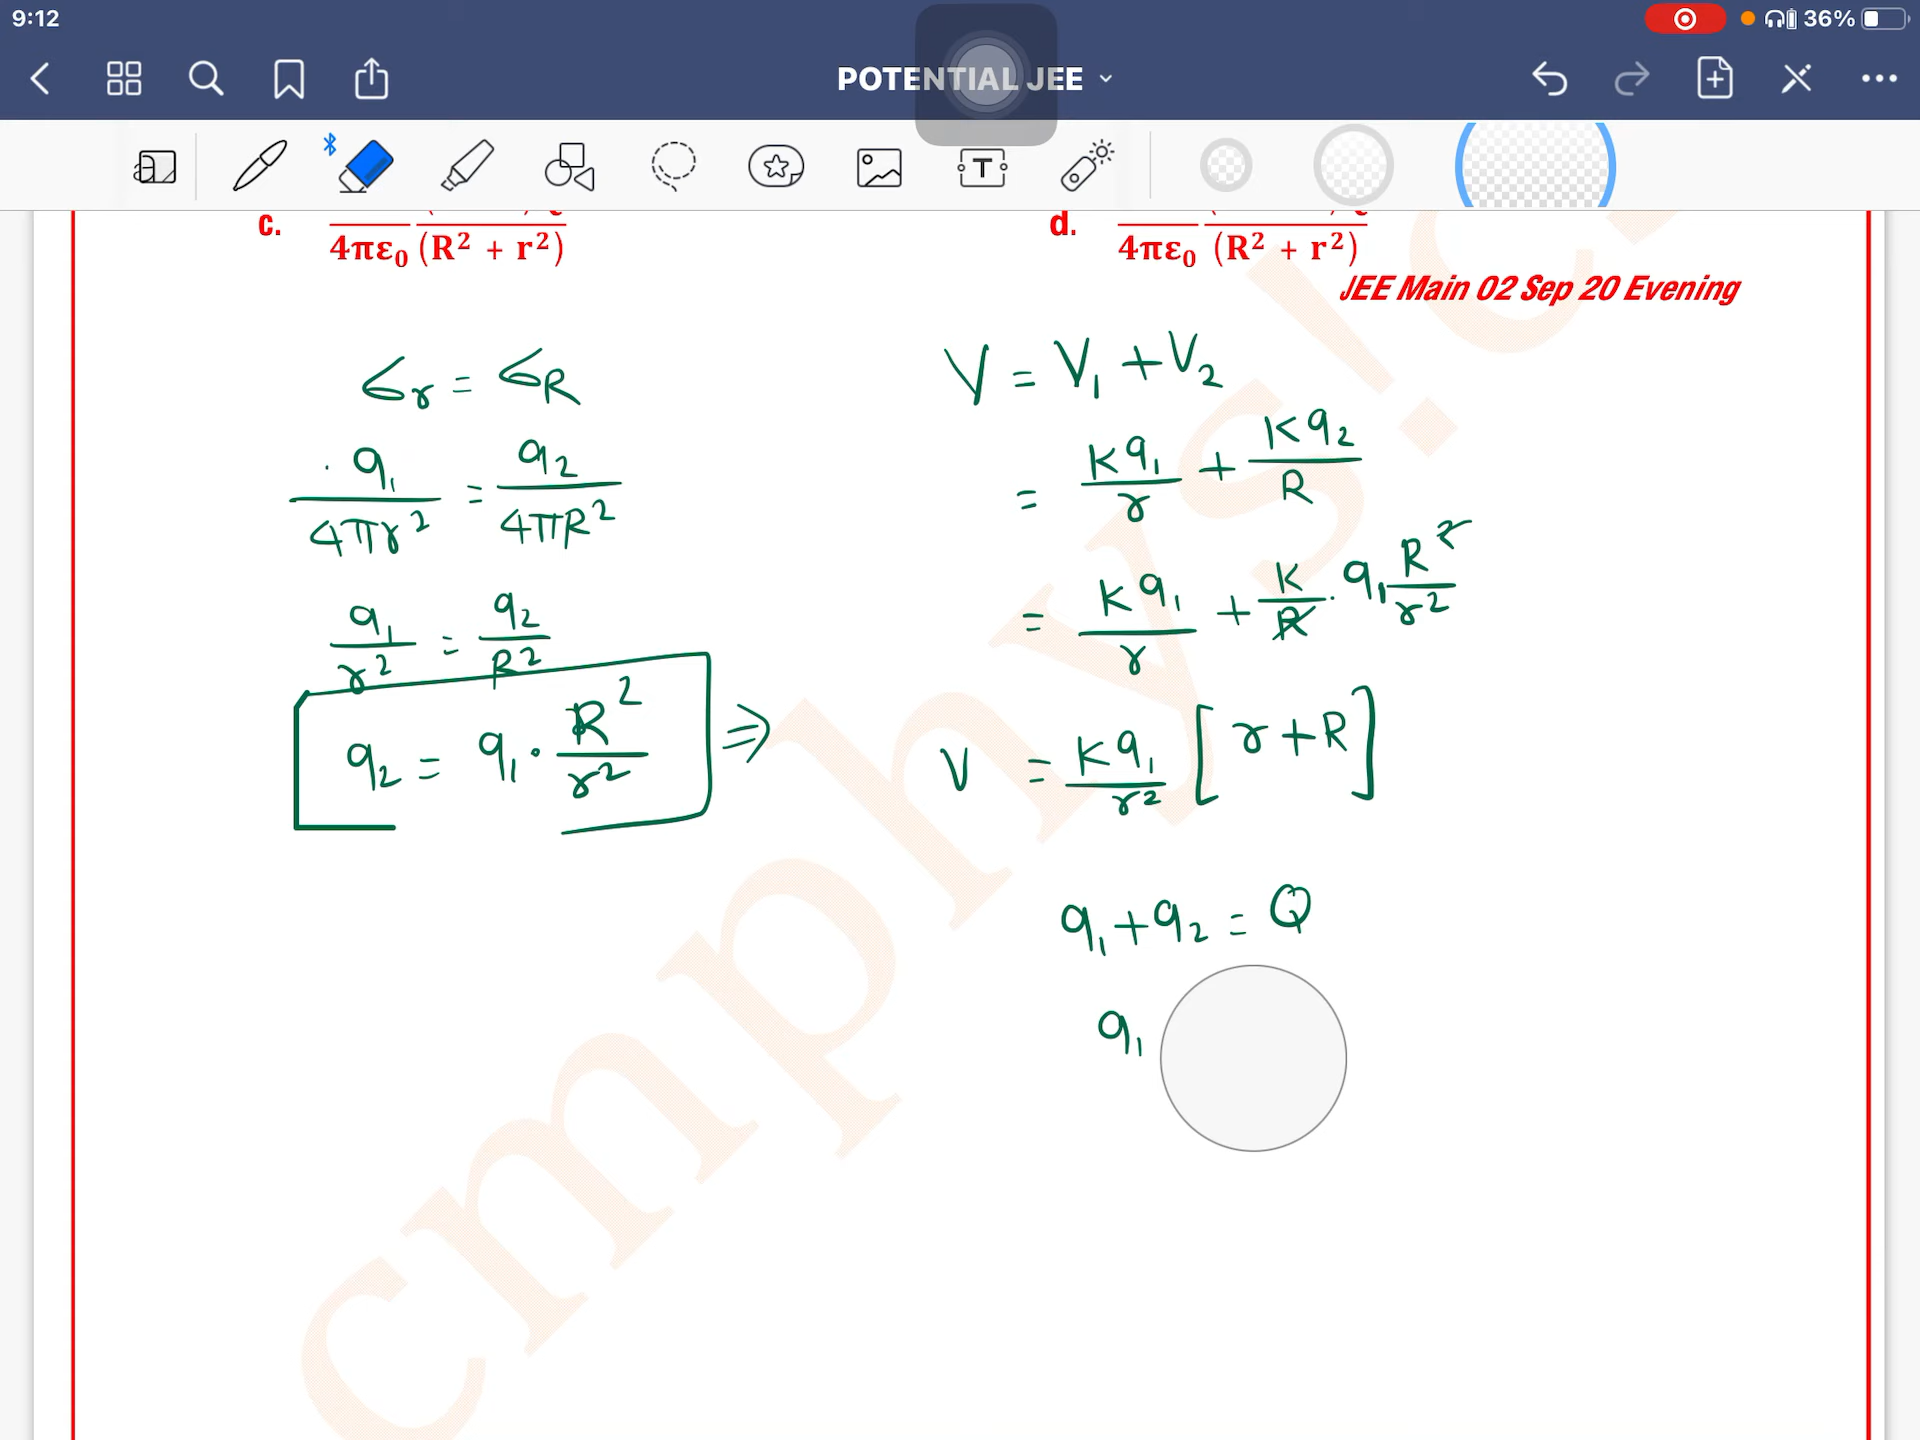 9:12
36%
POTENTIAL JEE
c. 4πε₀ (R² + r²)
d. 4πε₀ (R² + r²)
JEE Main 02 Sep 20 Evening
σr = σR
q₁/4πr² = q₂/4πR²
q₁/r² = q₂/R²
q₂ = q₁ · R²/r² ⇒
V = V₁ + V₂
= Kq₁/r + Kq₂/R
= Kq₁/r + K/R · q₁ R²/r²
V = Kq₁/r² [r + R]
q₁ + q₂ = Q
q₁
cmphys!c